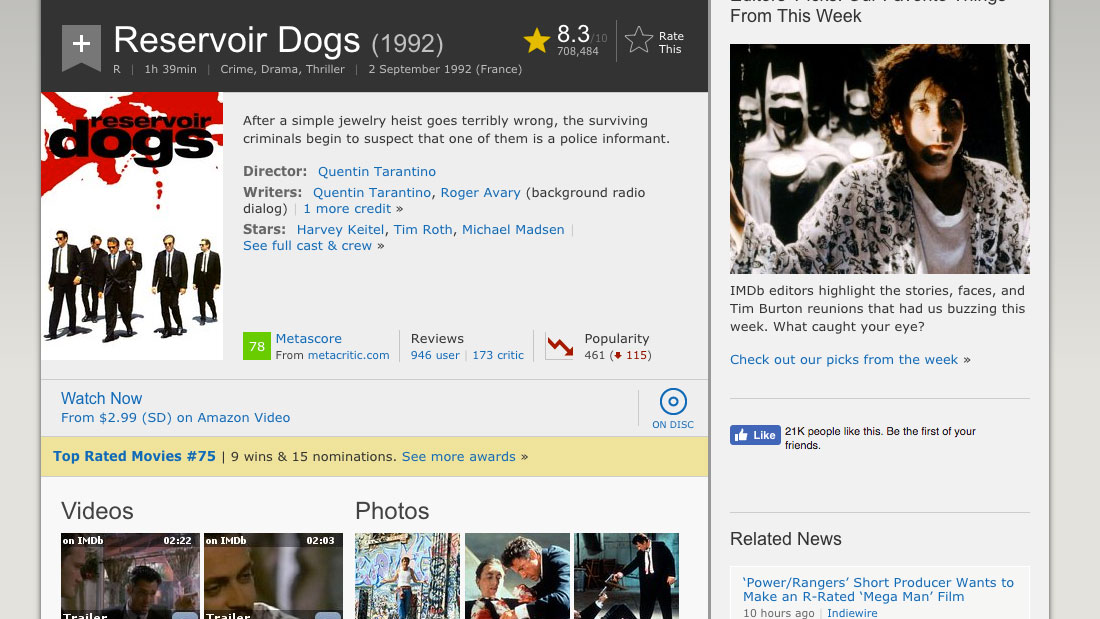 Reservoir Dogs (1992)
R | 1h 39min | Crime, Drama, Thriller | 2 September 1992 (France)
8.3/10
708,484
Rate
This
reservoir
dogs
After a simple jewelry heist goes terribly wrong, the surviving
criminals begin to suspect that one of them is a police informant.
Director: Quentin Tarantino
Writers: Quentin Tarantino, Roger Avary (background radio
dialog) | 1 more credit »
Stars: Harvey Keitel, Tim Roth, Michael Madsen |
See full cast & crew »
78 Metascore
From metacritic.com
Reviews
946 user | 173 critic
Popularity
461 (115)
Watch Now
From $2.99 (SD) on Amazon Video
ON DISC
Top Rated Movies #75 | 9 wins & 15 nominations. See more awards »
Videos
on IMDb 02:22
Trailer
on IMDb 02:03
Trailer
Photos
Editors' Picks: Our Favorite Things
From This Week
IMDb editors highlight the stories, faces, and
Tim Burton reunions that had us buzzing this
week. What caught your eye?
Check out our picks from the week »
Like 21K people like this. Be the first of your
friends.
Related News
‘Power/Rangers’ Short Producer Wants to
Make an R-Rated ‘Mega Man’ Film
10 hours ago | Indiewire